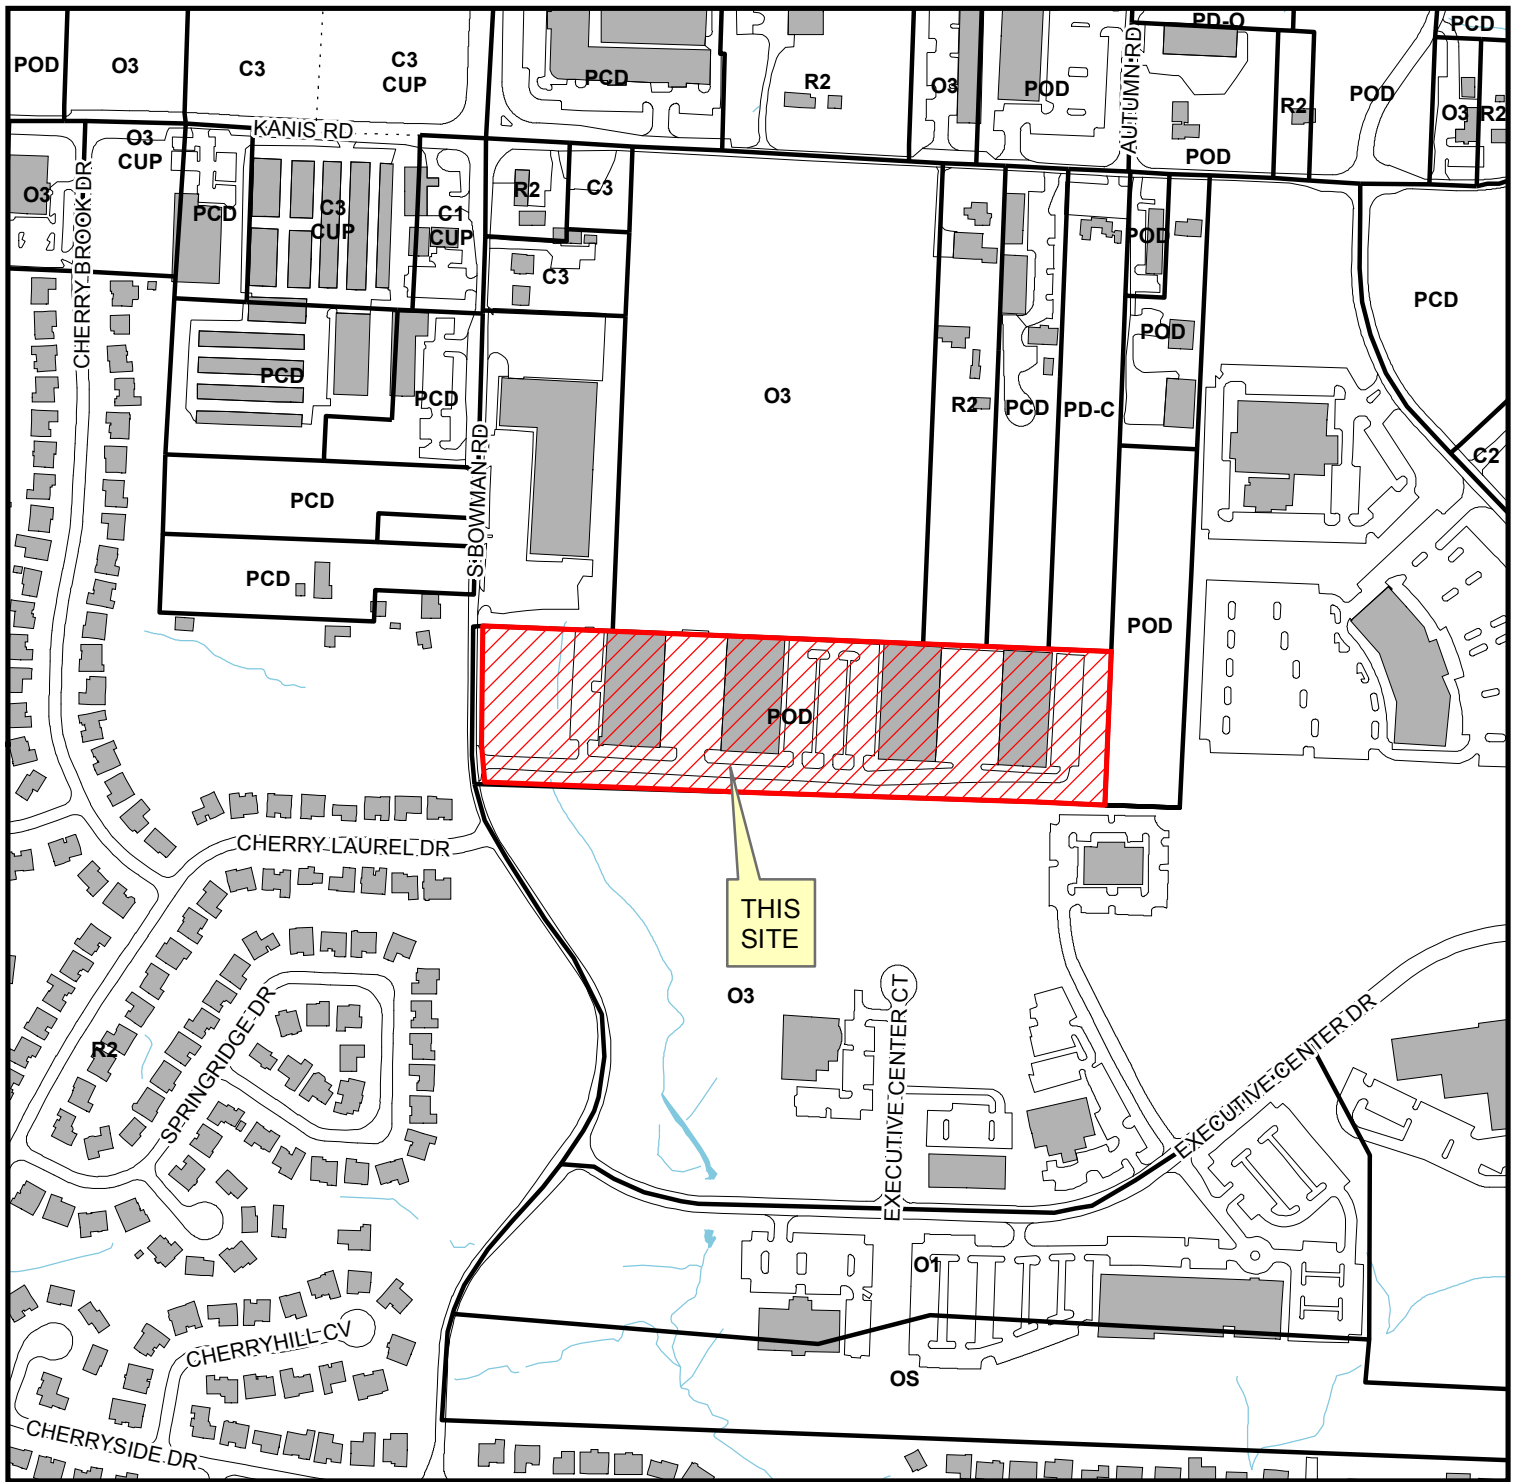 PD-O
PCD
POD
O3
C3
C3
CUP
PCD
R2
O3
POD
AUTUMN RD
R2
POD
O3
R2
KANIS RD
O3
CUP
POD
O3
PCD
C3
CUP
C1
CUP
R2
C3
CHERRY BROOK DR
C3
POD
PCD
POD
PCD
PCD
O3
R2
PCD
PD-C
C2
S BOWMAN RD
PCD
PCD
POD
POD
CHERRY LAUREL DR
THIS
SITE
O3
SPRINGRIDGE DR
R2
EXECUTIVE CENTER CT
EXECUTIVE CENTER DR
O1
CHERRYHILL CV
OS
CHERRYSIDE DR